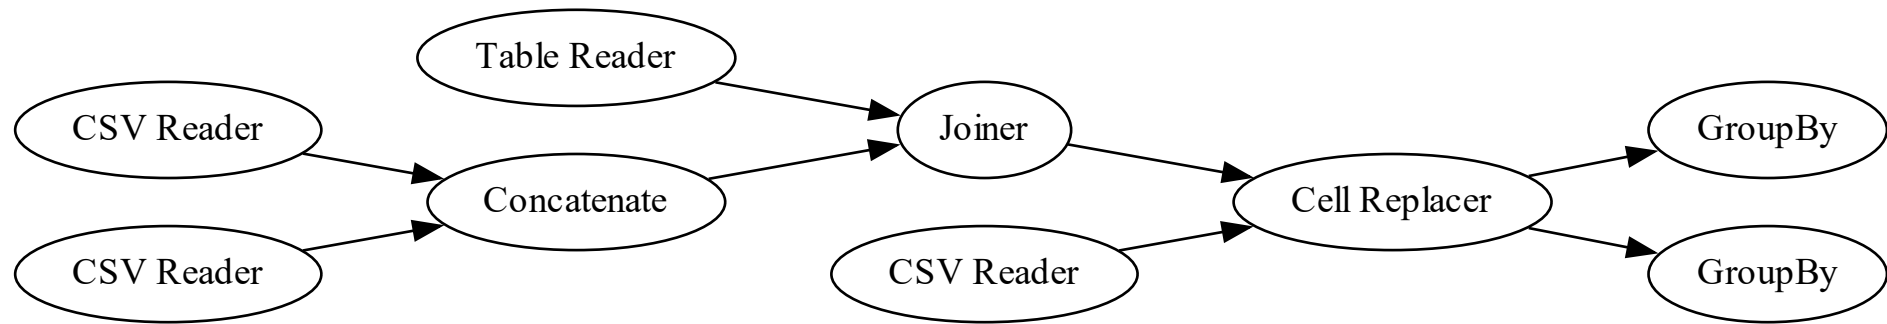 Table Reader
CSV Reader
Joiner
GroupBy
Concatenate
Cell Replacer
CSV Reader
CSV Reader
GroupBy